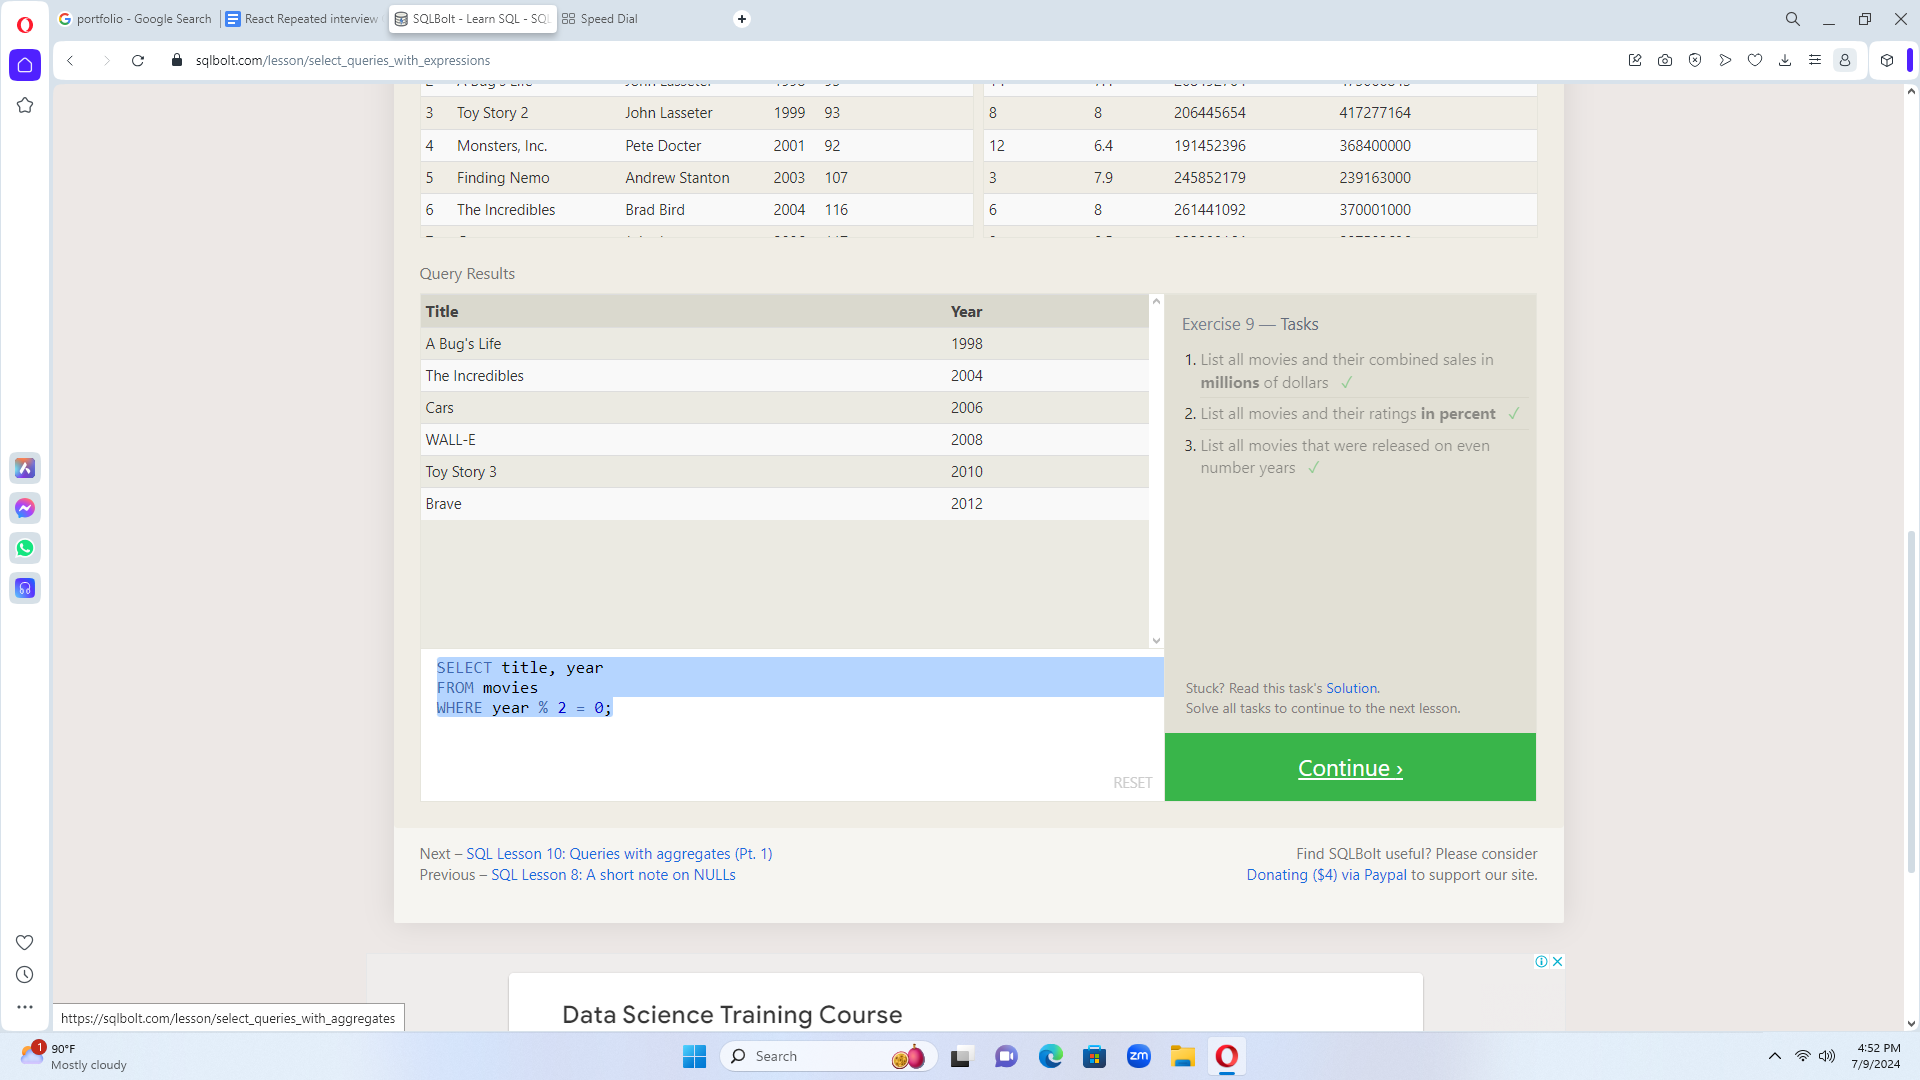 portfolio - Google Search
React Repeated interview
SQLBolt - Learn SQL - SQL
Speed Dial
sqlbolt.com/lesson/select_queries_with_expressions
3 Toy Story 2 John Lasseter 1999 93
8 8 206445654 417277164
4 Monsters, Inc. Pete Docter 2001 92
12 6.4 191452396 368400000
5 Finding Nemo Andrew Stanton 2003 107
3 7.9 245852179 239163000
6 The Incredibles Brad Bird 2004 116
6 8 261441092 370001000
Query Results
Title Year
A Bug's Life 1998
The Incredibles 2004
Cars 2006
WALL-E 2008
Toy Story 3 2010
Brave 2012
Exercise 9 — Tasks
1. List all movies and their combined sales in
millions of dollars ✓
2. List all movies and their ratings in percent ✓
3. List all movies that were released on even
number years ✓
SELECT title, year
FROM movies
WHERE year % 2 = 0;
RESET
Stuck? Read this task's Solution.
Solve all tasks to continue to the next lesson.
Continue ›
Next – SQL Lesson 10: Queries with aggregates (Pt. 1)
Previous – SQL Lesson 8: A short note on NULLs
Find SQLBolt useful? Please consider
Donating ($4) via Paypal to support our site.
Data Science Training Course
https://sqlbolt.com/lesson/select_queries_with_aggregates
1
90°F
Mostly cloudy
Search
zm
4:52 PM
7/9/2024